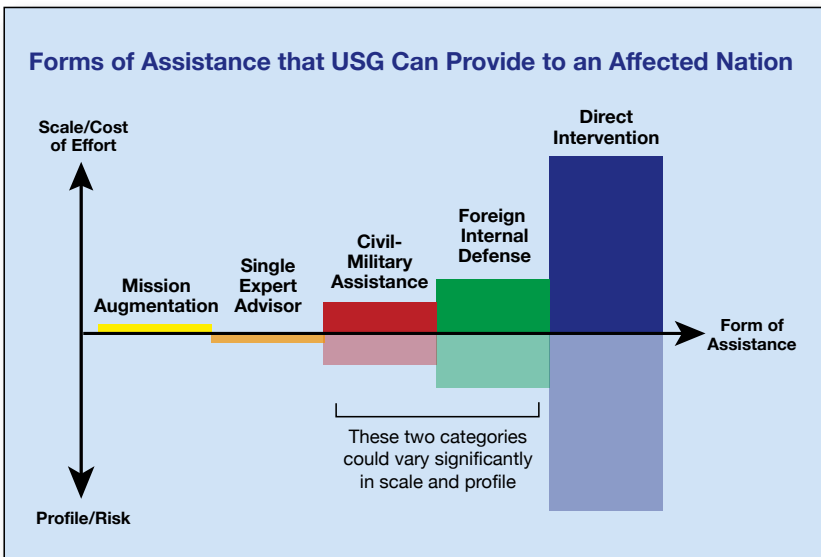 Forms of Assistance that USG Can Provide to an Affected Nation
Scale/Cost
of Effort
Direct
Intervention
Foreign
Internal
Defense
Civil-
Military
Assistance
Single
Expert
Advisor
Mission
Augmentation
Form of
Assistance
These two categories
could vary significantly
in scale and profile
Profile/Risk